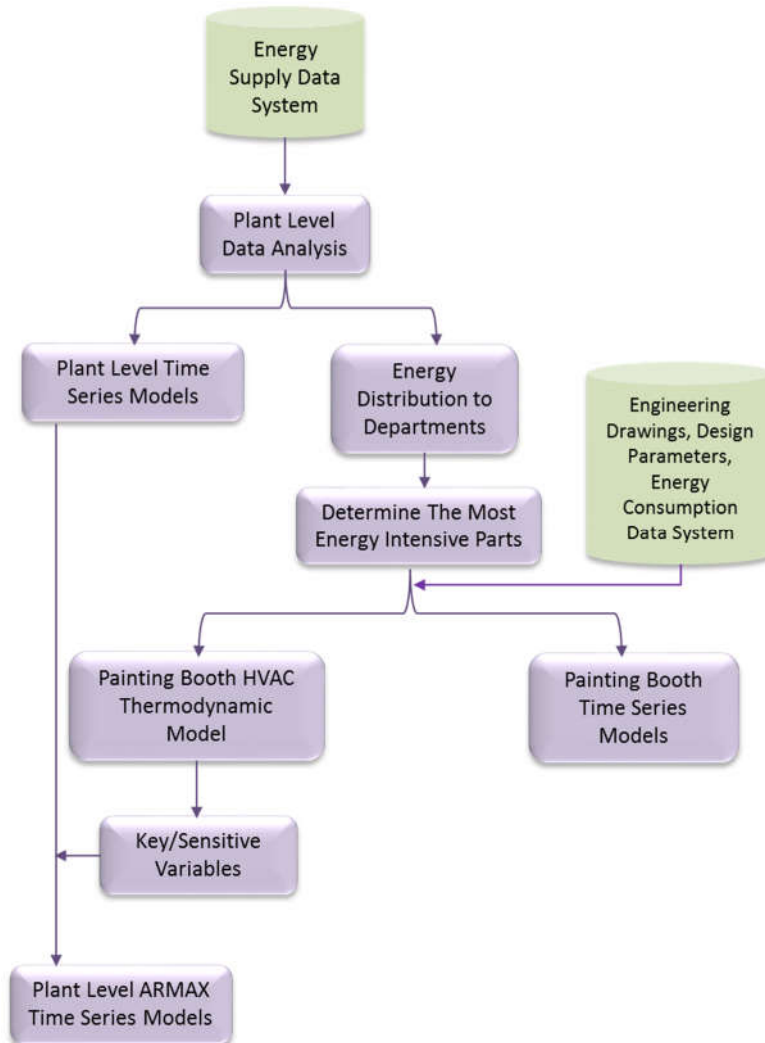 Energy
Supply Data
System
Plant Level
Data Analysis
Plant Level Time
Series Models
Energy
Distribution to
Departments
Engineering
Drawings, Design
Parameters,
Energy
Consumption
Data System
Determine The Most
Energy Intensive Parts
Painting Booth HVAC
Thermodynamic
Model
Painting Booth
Time Series
Models
Key/Sensitive
Variables
Plant Level ARMAX
Time Series Models